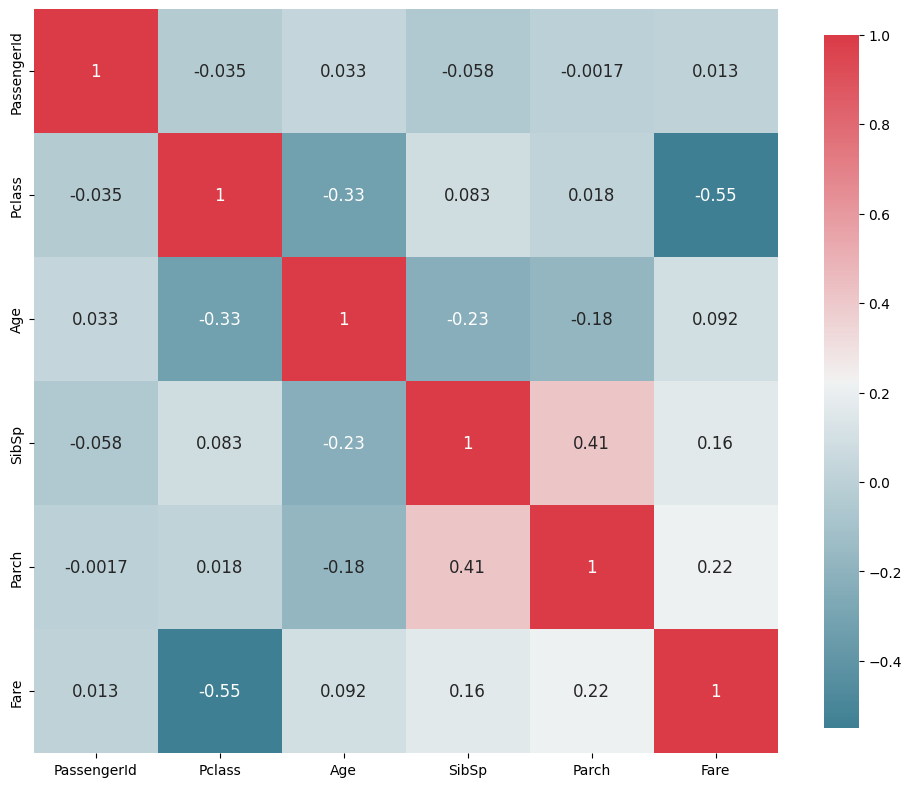 PassengerId 1 -0.035 0.033 -0.058 -0.0017 0.013
Pclass -0.035 1 -0.33 0.083 0.018 -0.55
Age 0.033 -0.33 1 -0.23 -0.18 0.092
SibSp -0.058 0.083 -0.23 1 0.41 0.16
Parch -0.0017 0.018 -0.18 0.41 1 0.22
Fare 0.013 -0.55 0.092 0.16 0.22 1
PassengerId Pclass Age SibSp Parch Fare
1.0
0.8
0.6
0.4
0.2
0.0
−0.2
−0.4